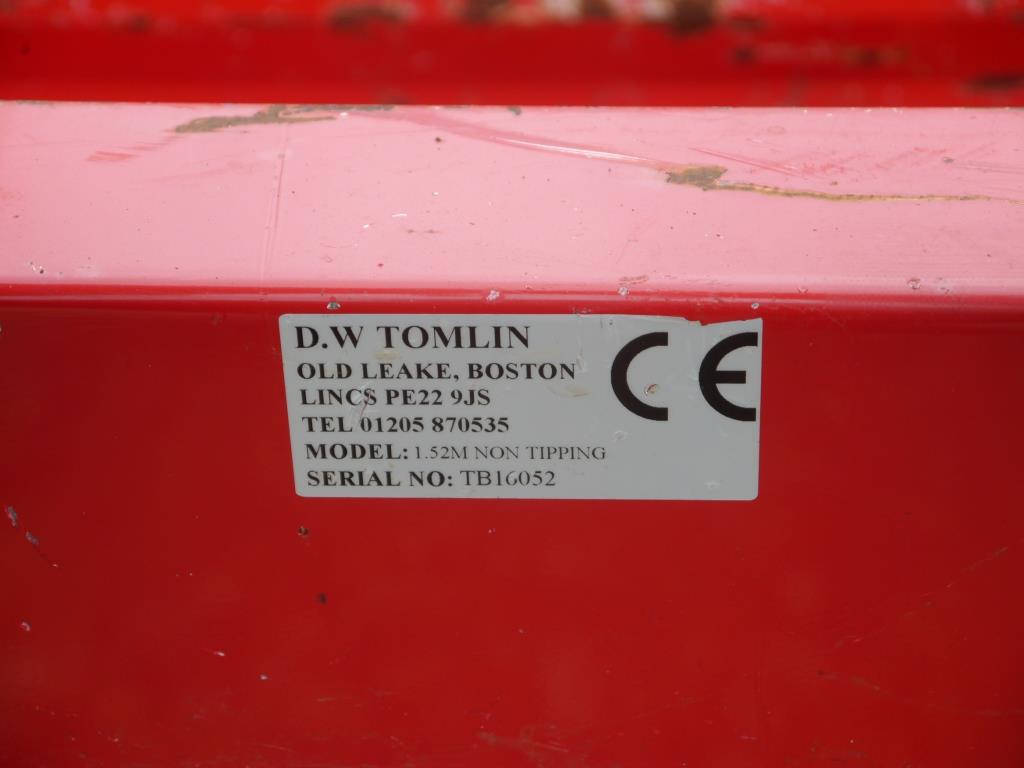 D.W TOMLIN
OLD LEAKE, BOSTON
LINCS PE22 9JS
TEL 01205 870535
MODEL: 1.52M NON TIPPING
SERIAL NO: TB16052
CE